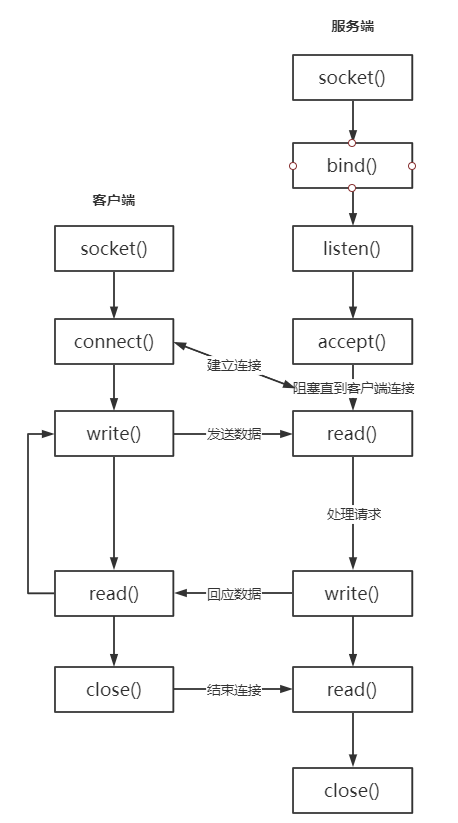 服务端
socket()
bind()
客户端
socket()
listen()
connect()
accept()
建立连接
阻塞直到客户端连接
write()
发送数据
read()
处理请求
read()
回应数据
write()
close()
结束连接
read()
close()